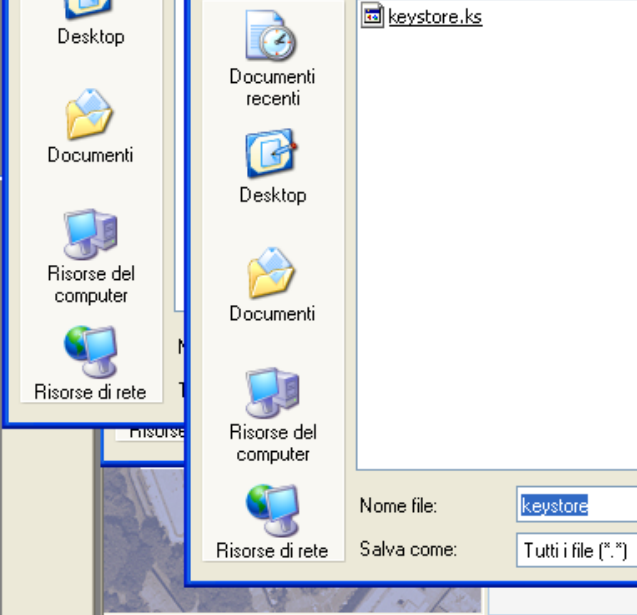 Desktop
Documenti
Risorse del
computer
Risorse di rete
Documenti
recenti
Desktop
Documenti
Risorse del
computer
Risorse di rete
keystore.ks
Nome file:
keystore
Salva come:
Tutti i file (*.*)